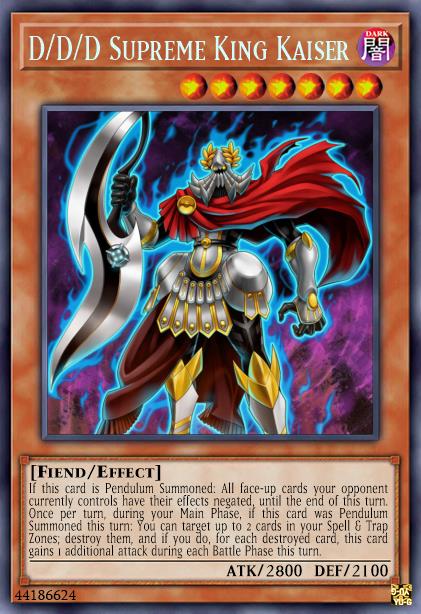 D/D/D Supreme King Kaiser
DARK
闇
[Fiend/Effect]
If this card is Pendulum Summoned: All face-up cards your opponent
currently controls have their effects negated, until the end of this turn.
Once per turn, during your Main Phase, if this card was Pendulum
Summoned this turn: You can target up to 2 cards in your Spell & Trap
Zones; destroy them, and if you do, for each destroyed card, this card
gains 1 additional attack during each Battle Phase this turn.
ATK/2800 DEF/2100
44186624